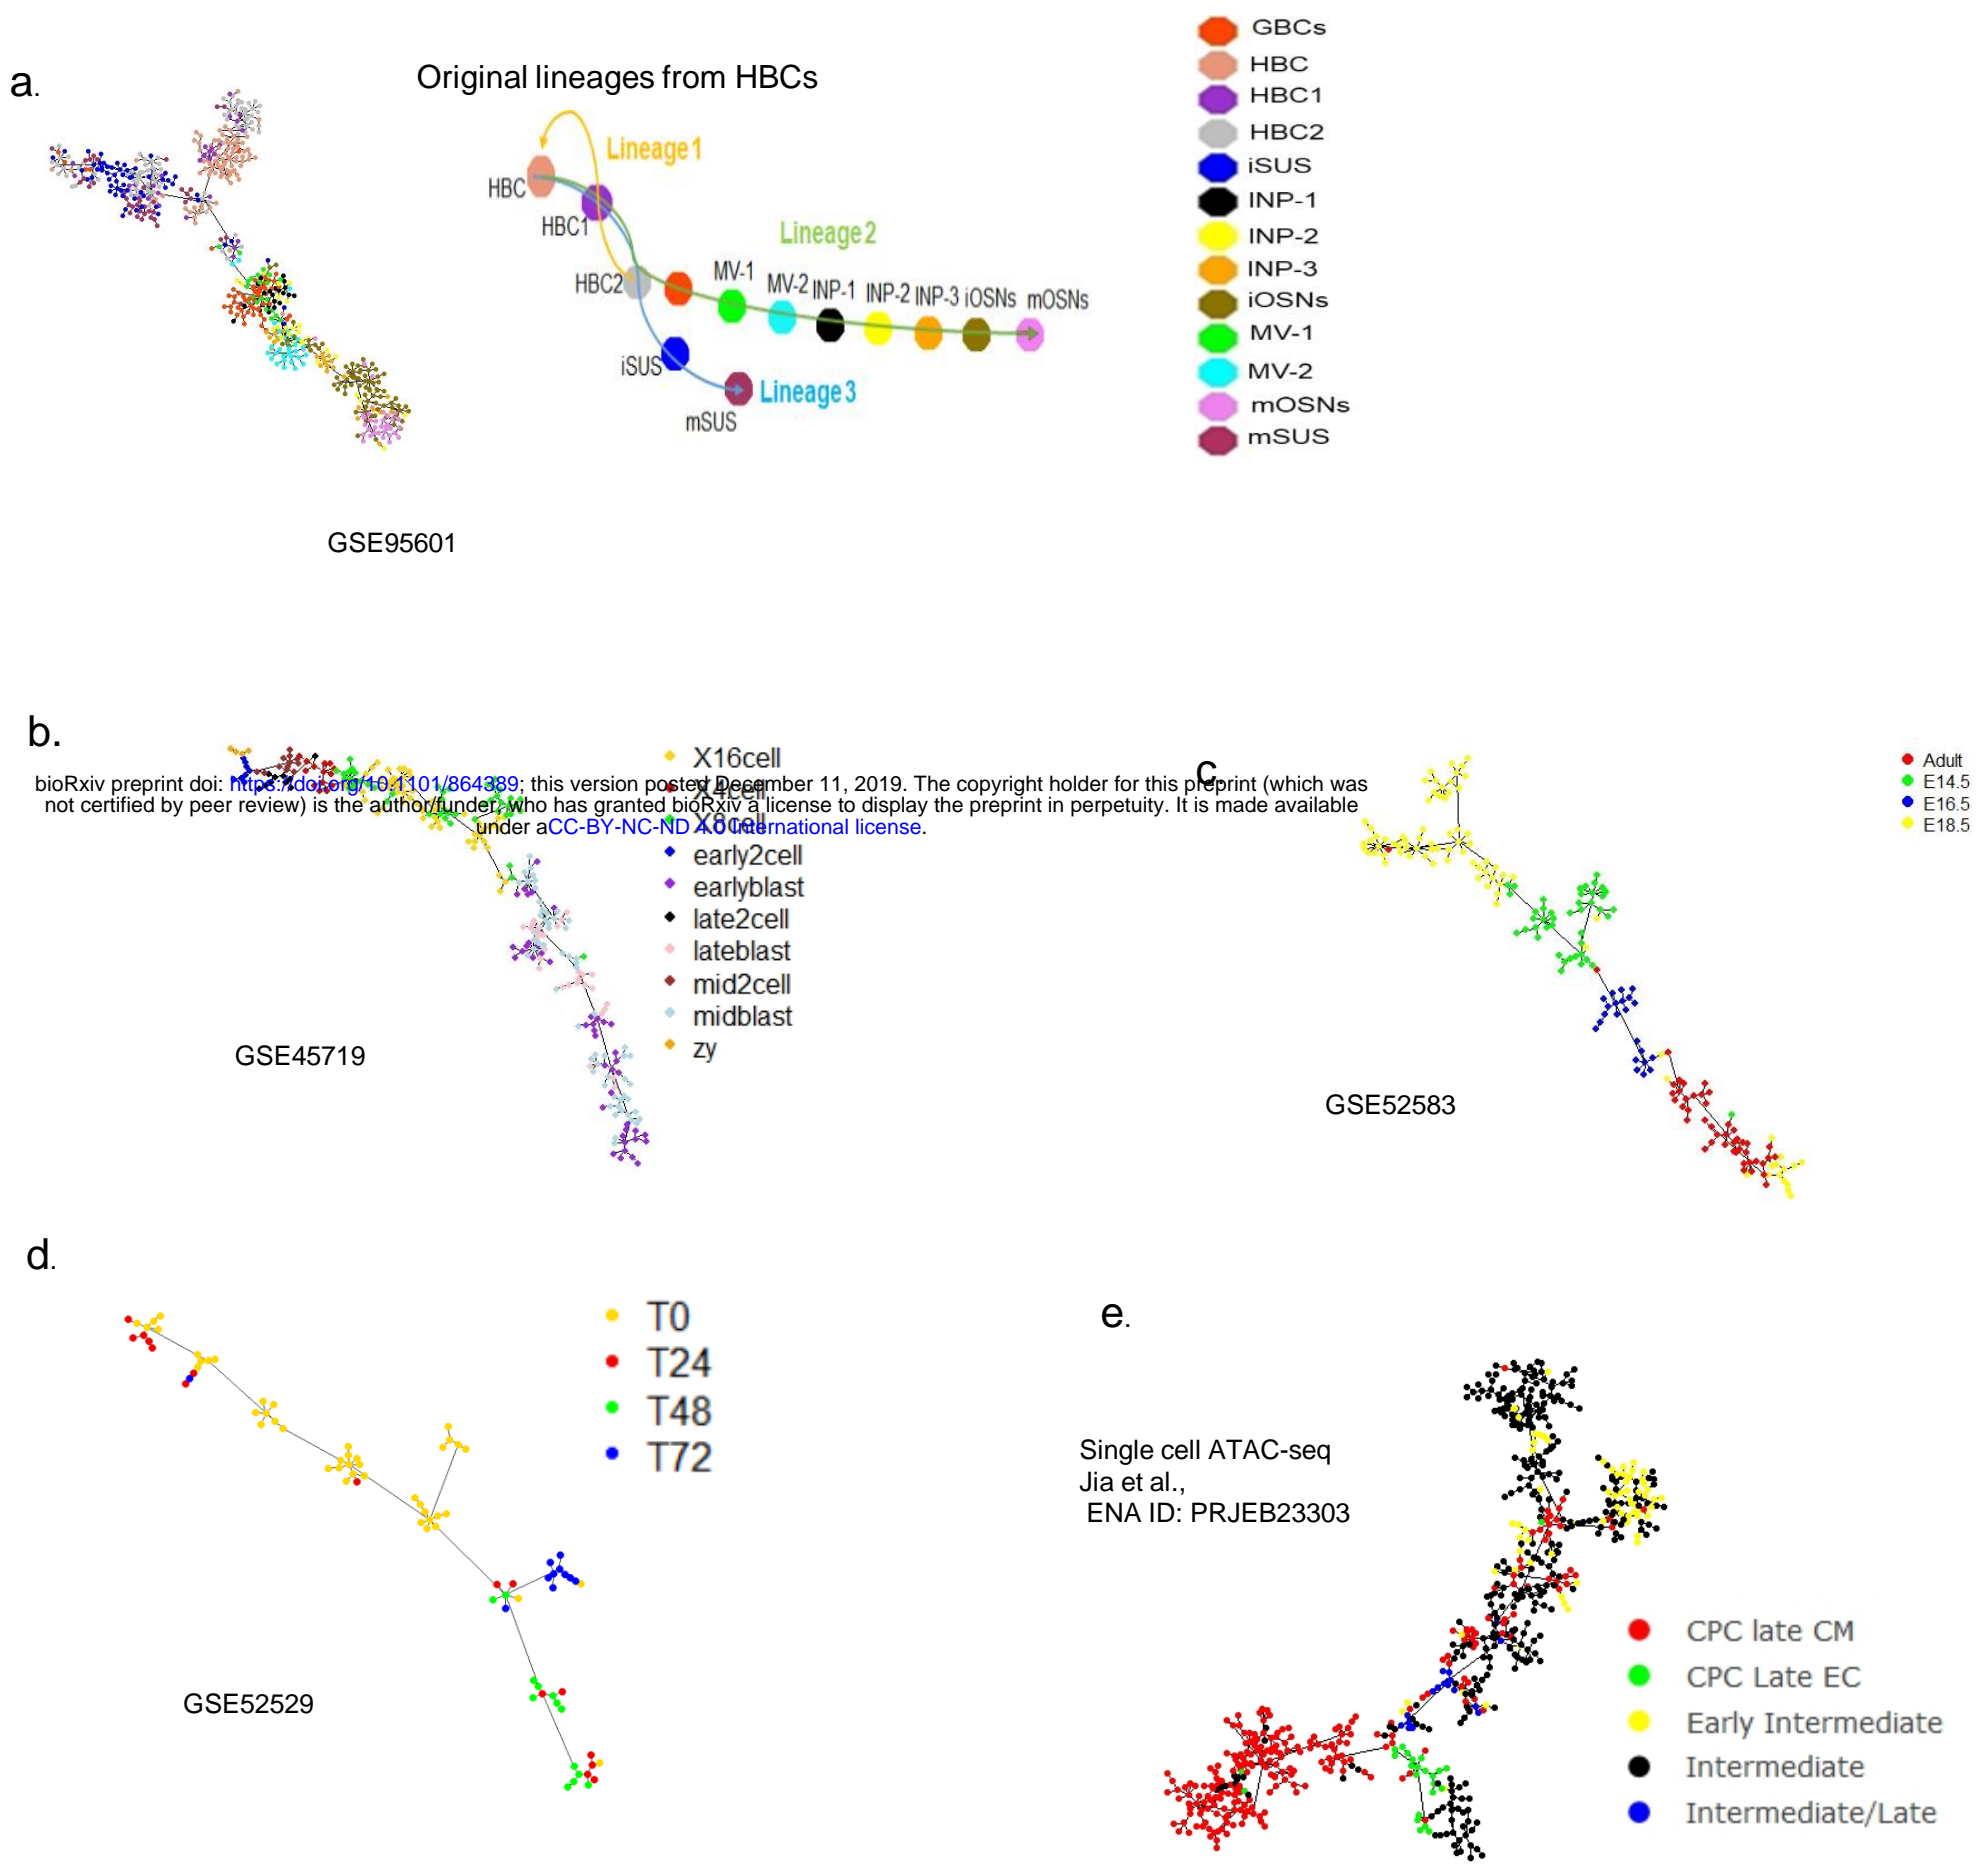 a.
Original lineages from HBCs
Lineage1
HBC
HBC1
Lineage2
HBC2
MV-1
MV-2
INP-1
INP-2
INP-3
iOSNs
mOSNs
iSUS
Lineage3
mSUS
GBCs
HBC
HBC1
HBC2
iSUS
INP-1
INP-2
INP-3
iOSNs
MV-1
MV-2
mOSNs
mSUS
GSE95601
b.
X16cell
X4cell
X8cell
early2cell
earlyblast
late2cell
lateblast
mid2cell
midblast
zy
GSE45719
bioRxiv preprint doi: https://doi.org/10.1101/864389; this version posted December 11, 2019. The copyright holder for this preprint (which was
not certified by peer review) is the author/funder, who has granted bioRxiv a license to display the preprint in perpetuity. It is made available
under aCC-BY-NC-ND 4.0 International license.
c.
Adult
E14.5
E16.5
E18.5
GSE52583
d.
T0
T24
T48
T72
GSE52529
e.
Single cell ATAC-seq
Jia et al.,
ENA ID: PRJEB23303
CPC late CM
CPC Late EC
Early Intermediate
Intermediate
Intermediate/Late